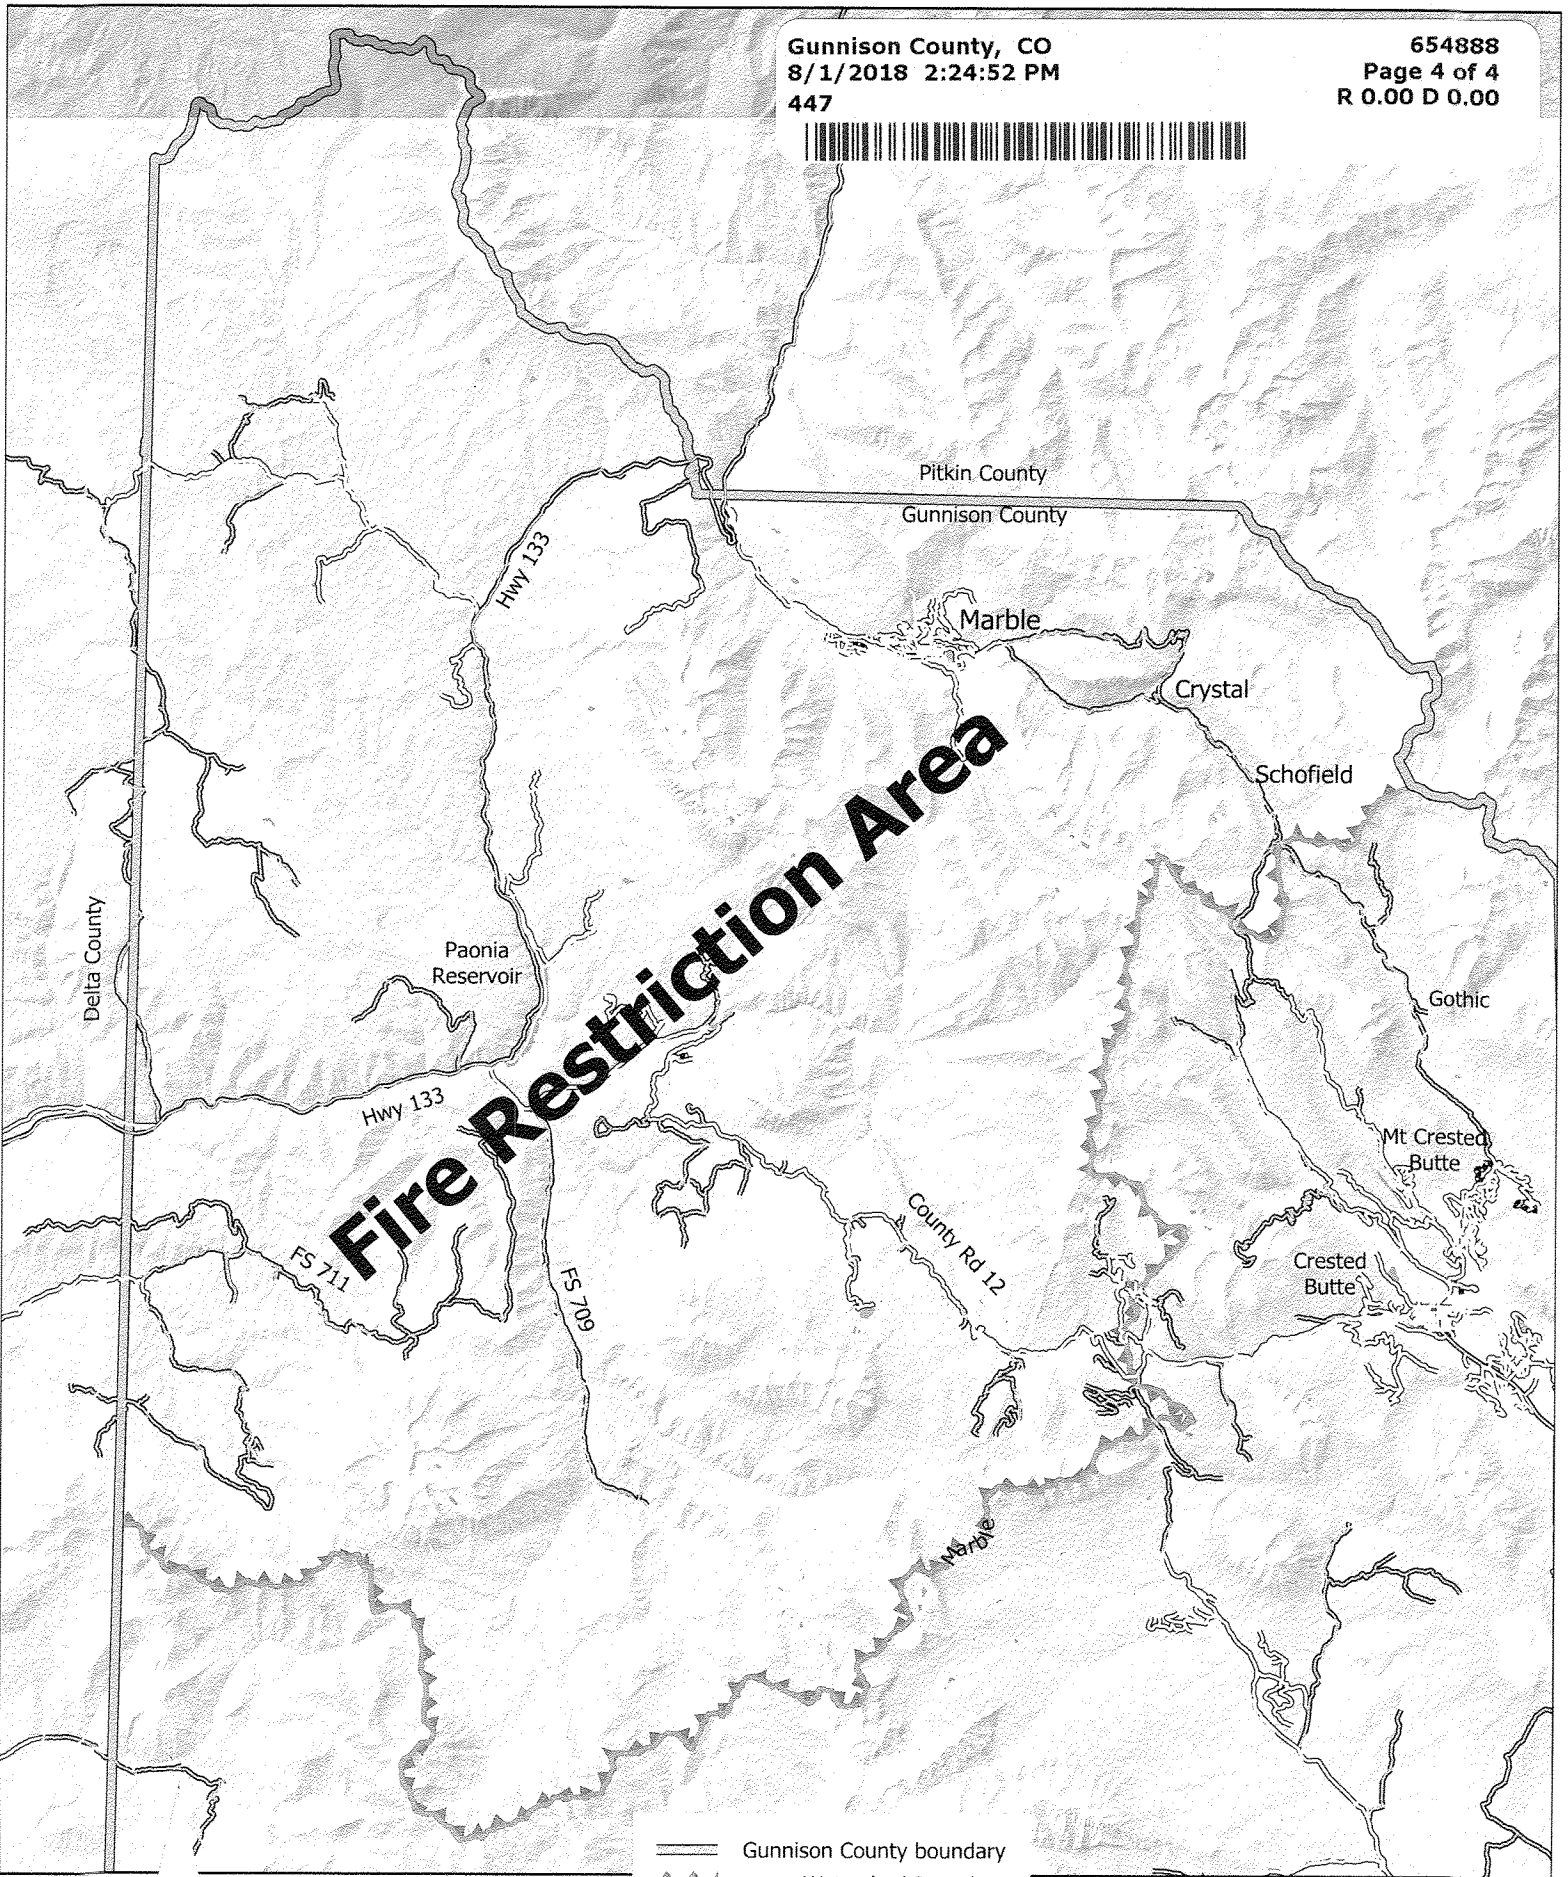 Gunnison County, CO
8/1/2018 2:24:52 PM
447
654888
Page 4 of 4
R 0.00 D 0.00
Pitkin County
Gunnison County
Hwy 133
Marble
Crystal
Schofield
Fire Restriction Area
Delta County
Paonia
Reservoir
Gothic
Hwy 133
Mt Crested
Butte
County Rd 12
FS 711
FS 709
Crested
Butte
Marble
Gunnison County boundary